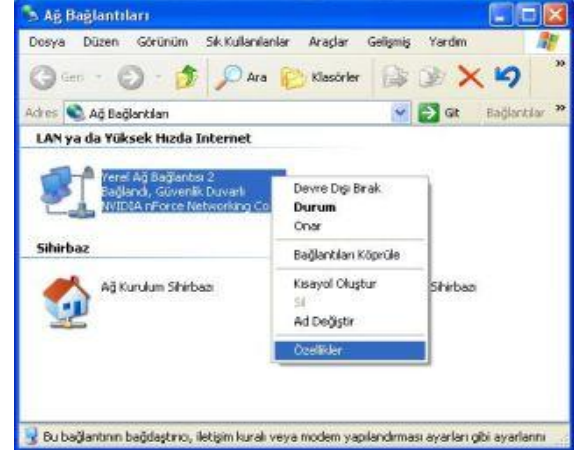 Ağ Bağlantıları
Dosya Düzen Görünüm Sık Kullanılanlar Araçlar Gelişmiş Yardım
Geri Ara Klasörler
Adres Ağ Bağlantıları Git Bağlantılar
LAN ya da Yüksek Hızda Internet
Yerel Ağ Bağlantısı 2
Bağlandı, Güvenlik Duvarlı
NVIDIA nForce Networking Co
Devre Dışı Bırak
Durum
Onar
Bağlantıları Köprüle
Kısayol Oluştur
Sil
Ad Değiştir
Özellikler
Sihirbaz
Ağ Kurulum Sihirbazı
Sihirbazı
Bu bağlantının bağdaştırıcı, iletişim kuralı veya modem yapılandırması ayarları gibi ayarlarını